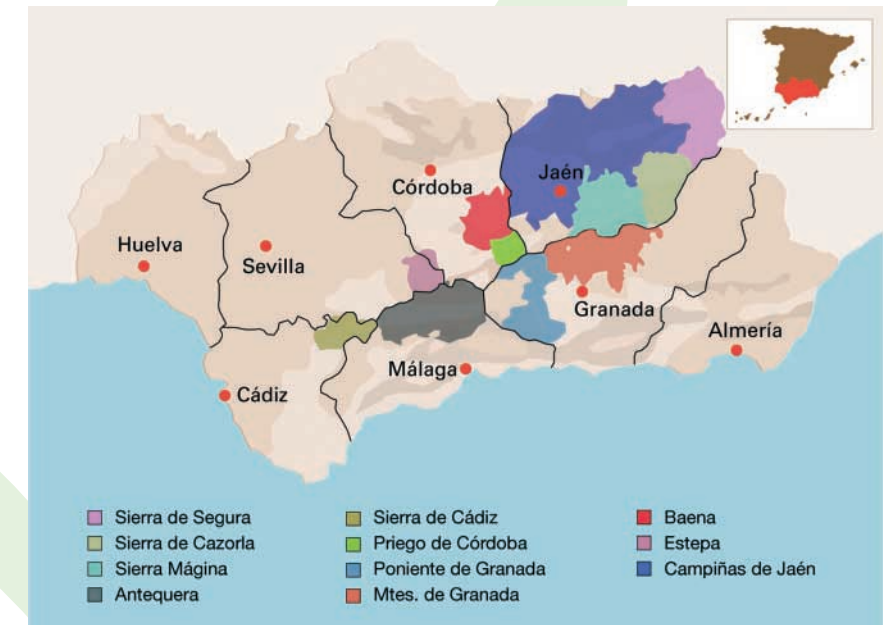 Jaén
Córdoba
Huelva
Sevilla
Granada
Almería
Málaga
Cádiz
Sierra de Segura
Sierra de Cazorla
Sierra Mágina
Antequera
Sierra de Cádiz
Priego de Córdoba
Poniente de Granada
Mtes. de Granada
Baena
Estepa
Campiñas de Jaén